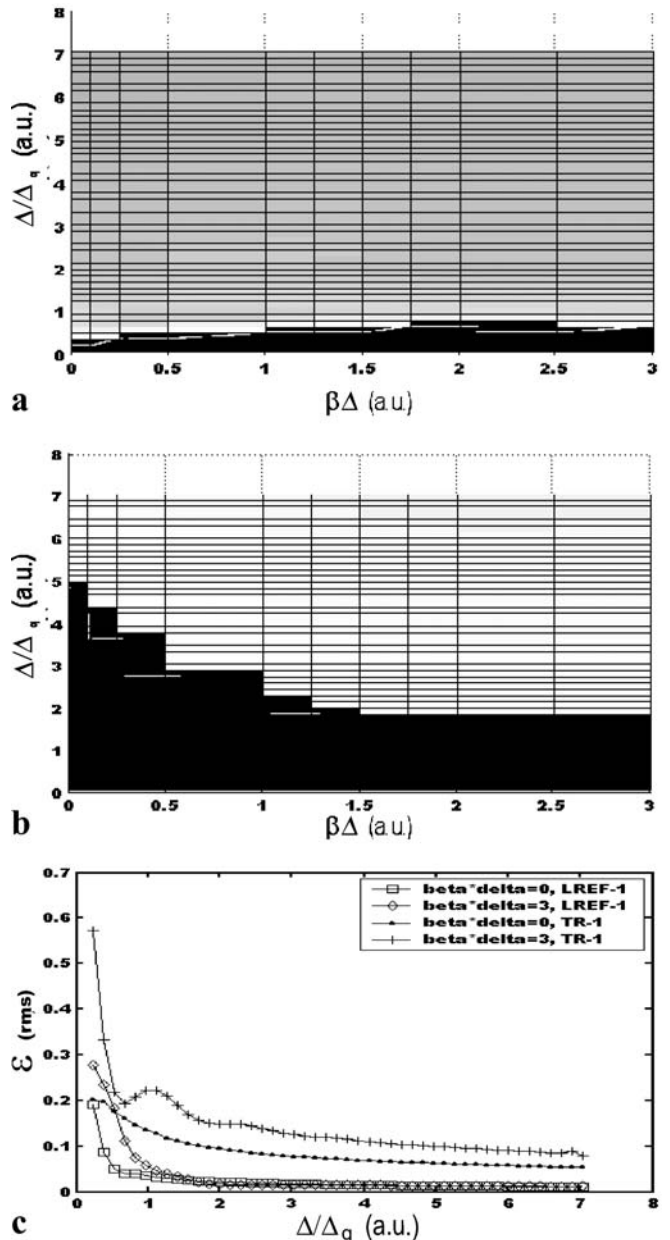 8
7
6
5
4
3
2
1
0
Δ/Δq (a.u.)
0 0.5 1 1.5 2 2.5 3
βΔ (a.u.)
a
8
7
6
5
4
3
2
1
0
Δ/Δq (a.u.)
0 0.5 1 1.5 2 2.5 3
βΔ (a.u.)
b
0.7
0.6
0.5
0.4
0.3
0.2
0.1
0
ε (rms)
beta*delta=0, LREF-1
beta*delta=3, LREF-1
beta*delta=0, TR-1
beta*delta=3, TR-1
0 1 2 3 4 5 6 7 8
Δ/Δq (a.u.)
c